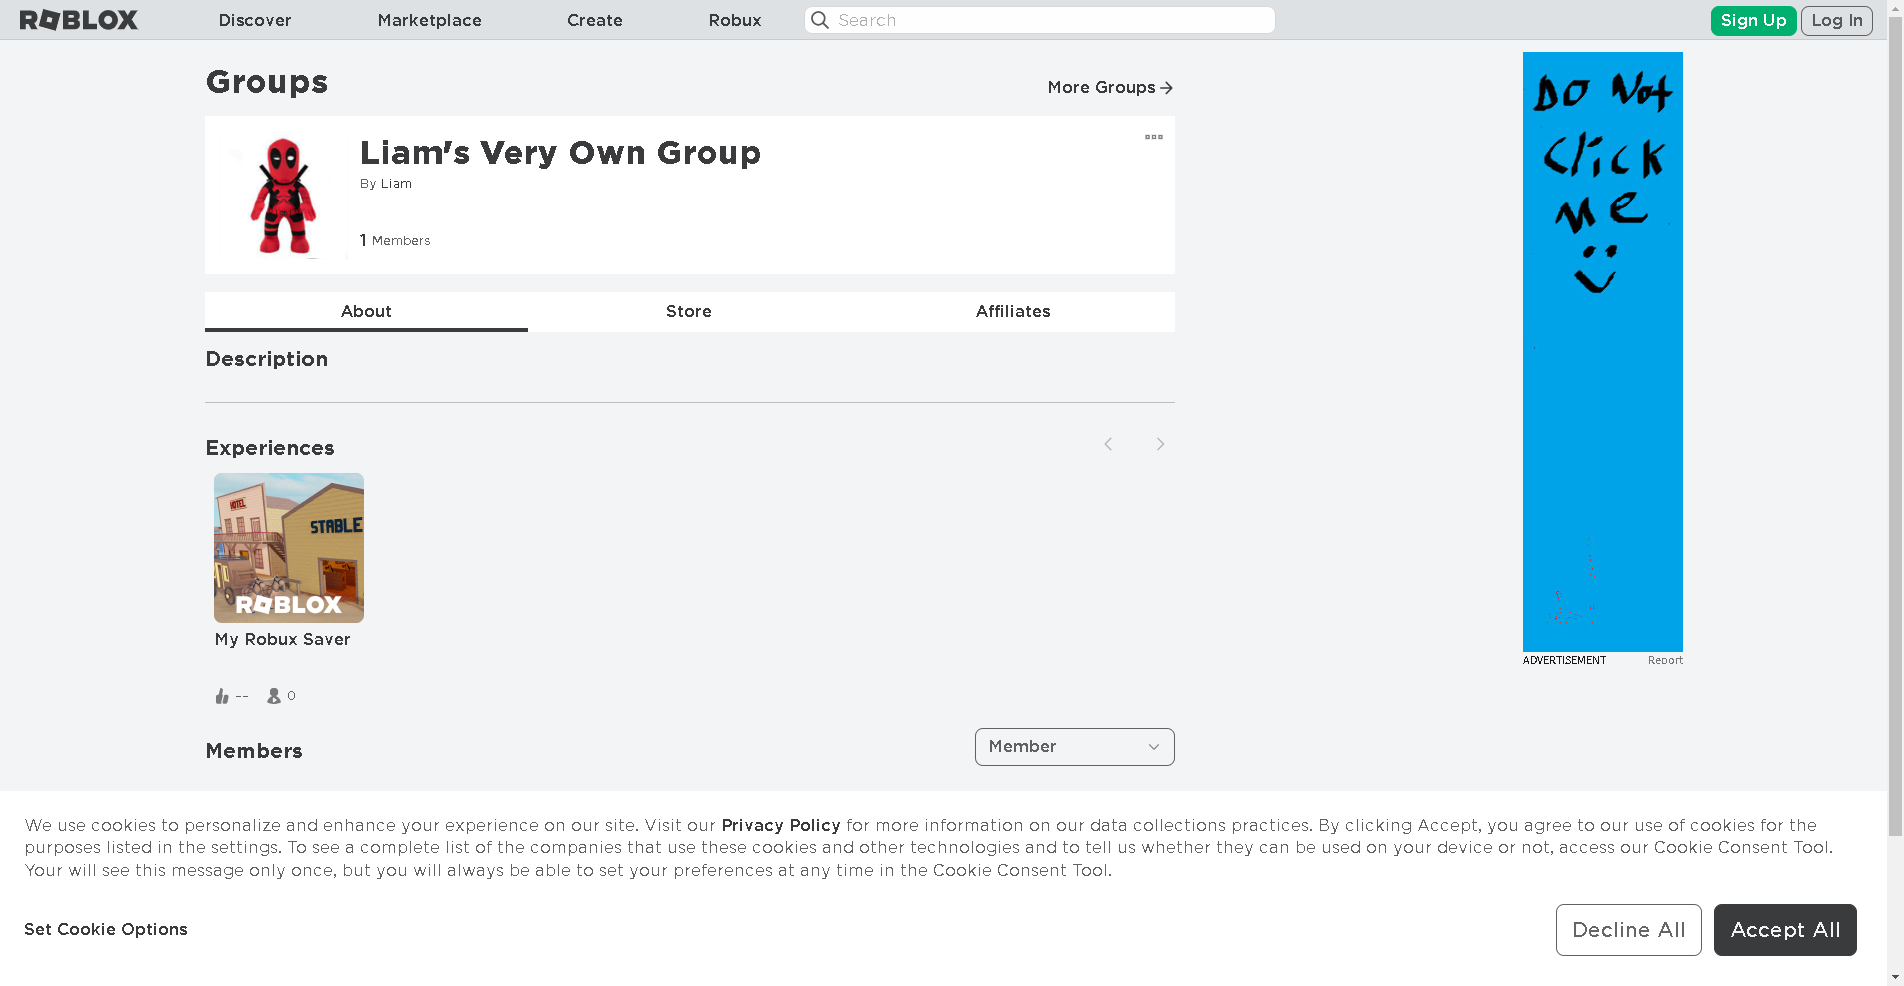 ROBLOX
Discover
Marketplace
Create
Robux
Search
Sign Up
Log In
Groups
More Groups
Liam's Very Own Group
By Liam
1 Members
About
Store
Affiliates
Description
Experiences
HOTEL
STABLE
ROBLOX
My Robux Saver
--
0
Members
Member
DO Not
Click
me
ADVERTISEMENT
Report
We use cookies to personalize and enhance your experience on our site. Visit our Privacy Policy for more information on our data collections practices. By clicking Accept, you agree to our use of cookies for the
purposes listed in the settings. To see a complete list of the companies that use these cookies and other technologies and to tell us whether they can be used on your device or not, access our Cookie Consent Tool.
Your will see this message only once, but you will always be able to set your preferences at any time in the Cookie Consent Tool.
Set Cookie Options
Decline All
Accept All